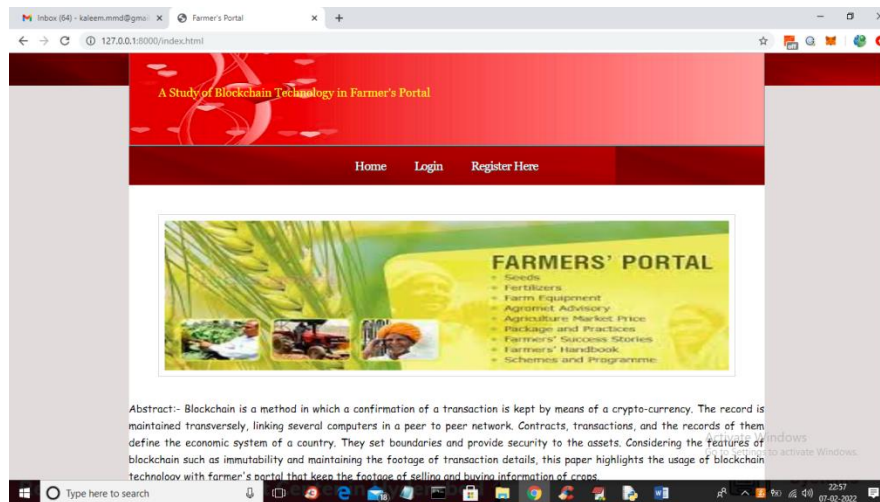 Inbox (64) - kaleem.mmd@gmai
Farmer's Portal
127.0.0.1:8000/index.html
off
A Study of Blockchain Technology in Farmer's Portal
Home Login Register Here
FARMERS' PORTAL
Seeds
Fertilizers
Farm Equipment
Agromet Advisory
Agriculture Market Price
Package and Practices
Farmers' Success Stories
Farmers' Handbook
Schemes and Programme
Abstract:- Blockchain is a method in which a confirmation of a transaction is kept by means of a crypto-currency. The record is
maintained transversely, linking several computers in a peer to peer network. Contracts, transactions, and the records of them
define the economic system of a country. They set boundaries and provide security to the assets. Considering the features of
blockchain such as immutability and maintaining the footage of transaction details, this paper highlights the usage of blockchain
technology with farmer's portal that keep the footage of selling and buying information of crops.
Activate Windows
Go to Settings to activate Windows.
Type here to search
22:57
07-02-2022